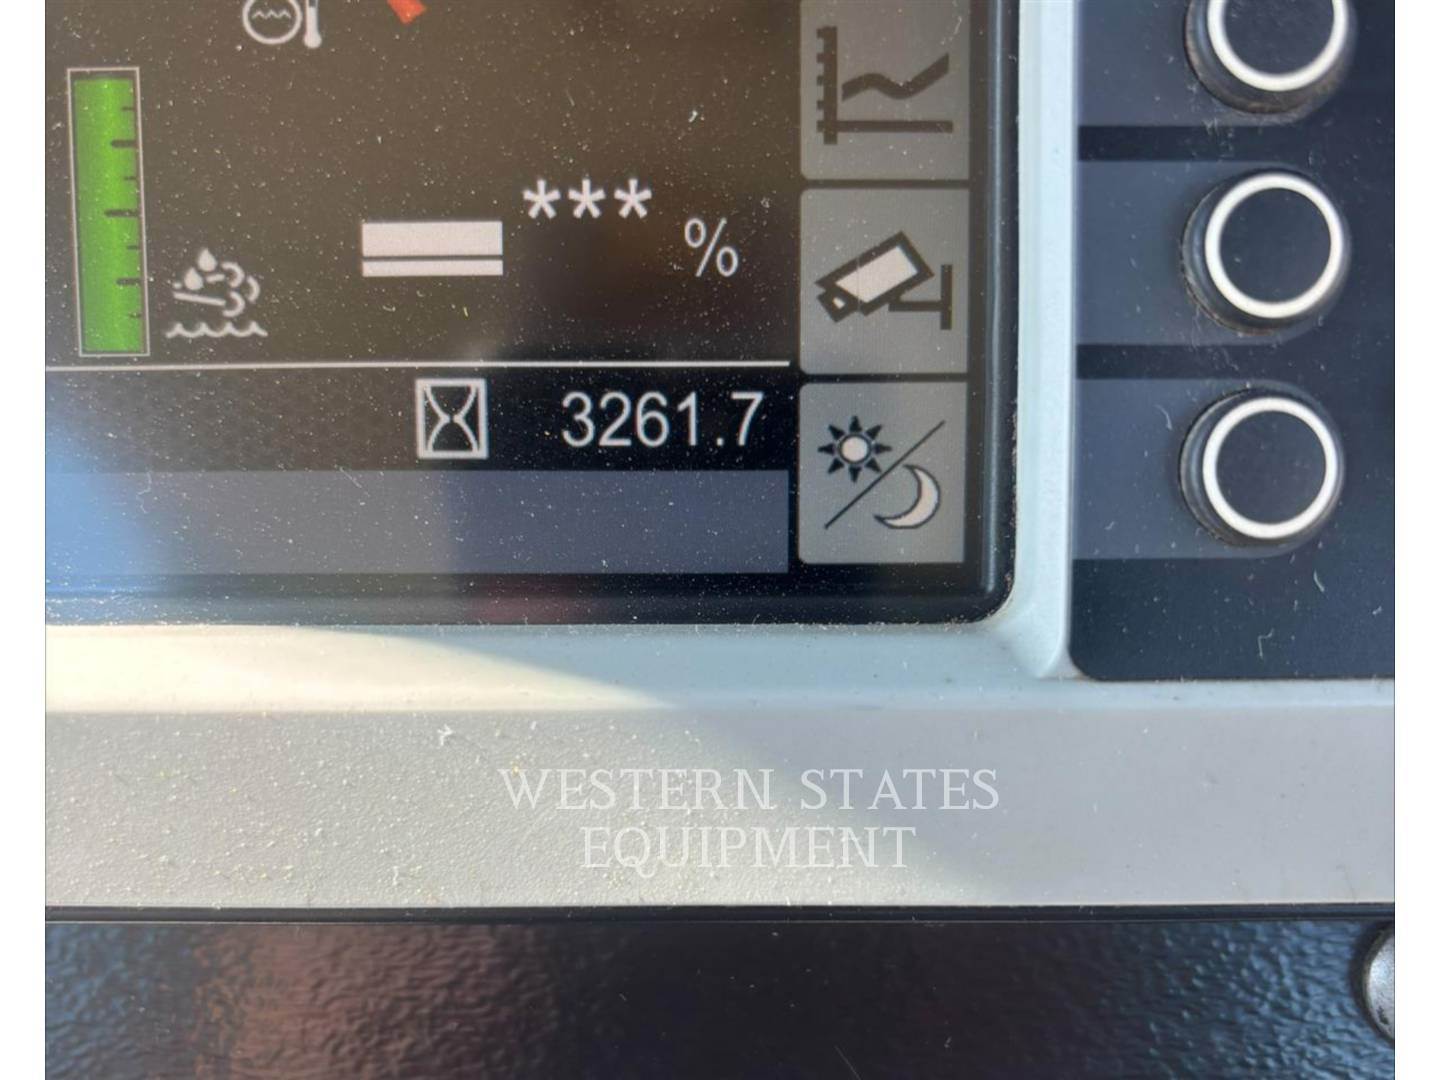 ***
%
3261.7
WESTERN STATES
EQUIPMENT